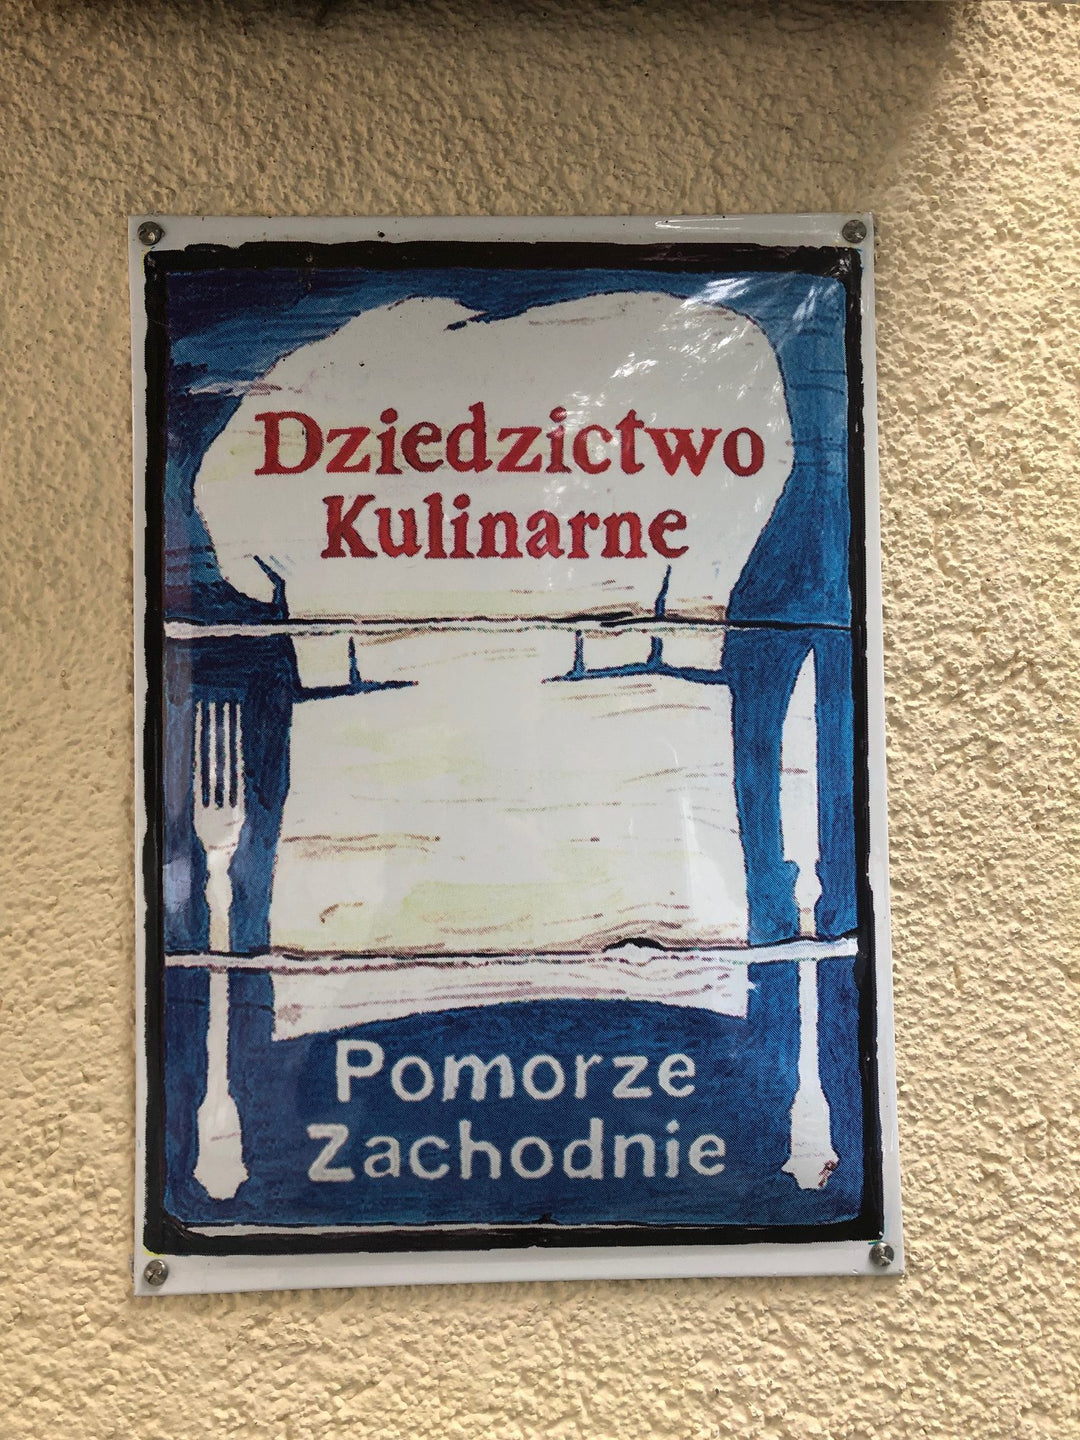 Dziedzictwo
Kulinarne
Pomorze
Zachodnie